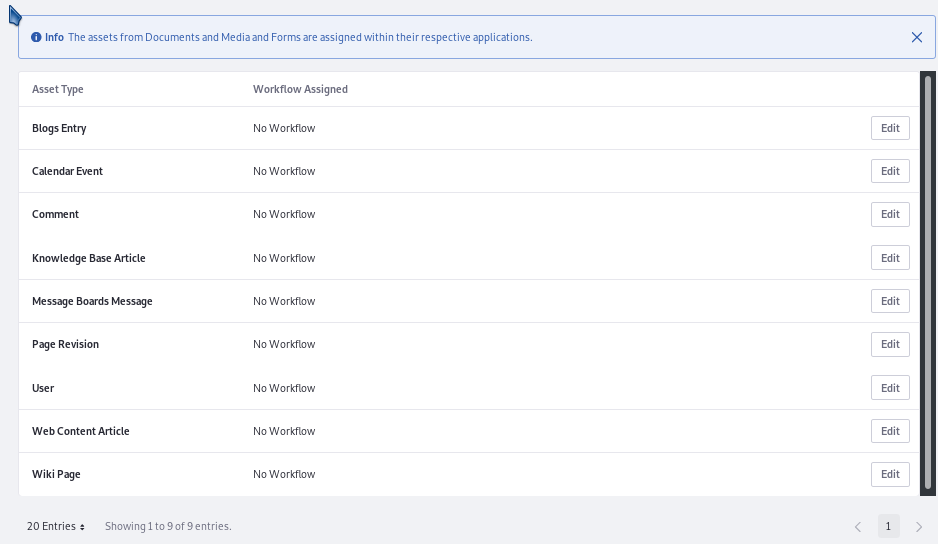 Info The assets from Documents and Media and Forms are assigned within their respective applications.
Asset Type Workflow Assigned
Blogs Entry No Workflow Edit
Calendar Event No Workflow Edit
Comment No Workflow Edit
Knowledge Base Article No Workflow Edit
Message Boards Message No Workflow Edit
Page Revision No Workflow Edit
User No Workflow Edit
Web Content Article No Workflow Edit
Wiki Page No Workflow Edit
20 Entries Showing 1 to 9 of 9 entries. 1